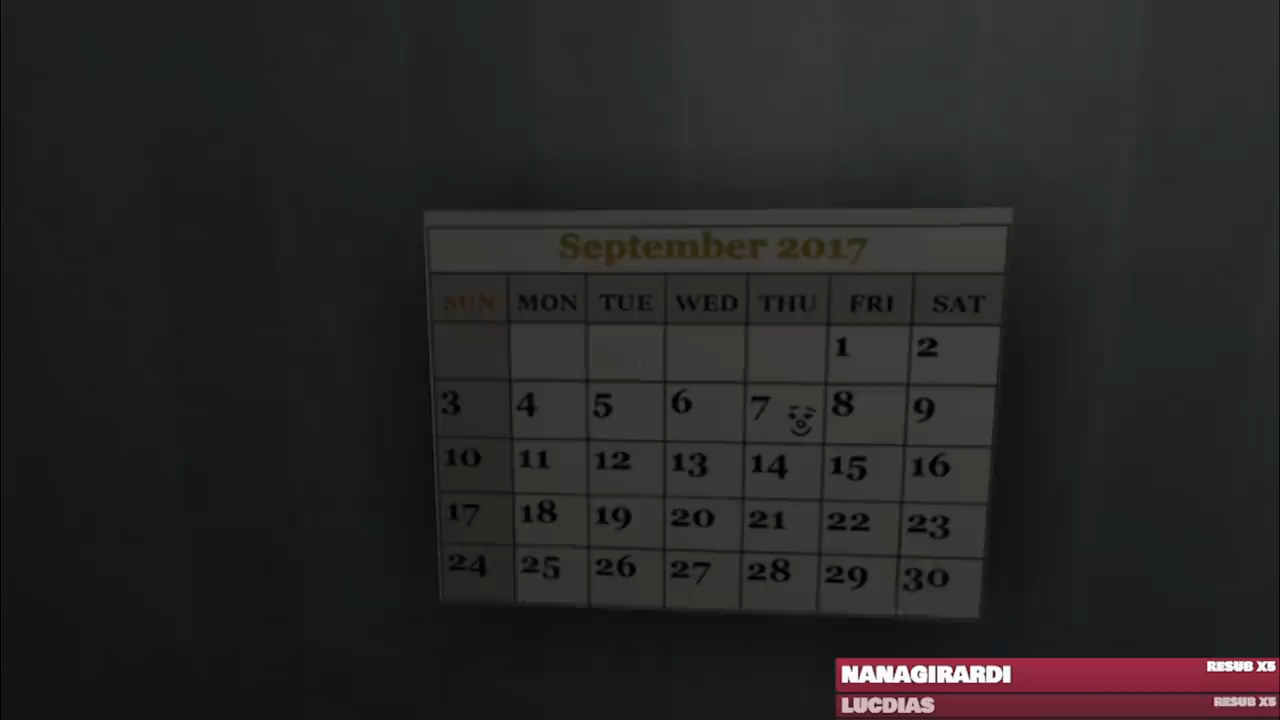 September 2017
SUN MON TUE WED THU FRI SAT
1 2
3 4 5 6 7 8 9
10 11 12 13 14 15 16
17 18 19 20 21 22 23
24 25 26 27 28 29 30
NANAGIRARDI RESUB X5
LUCDIAS RESUB X5